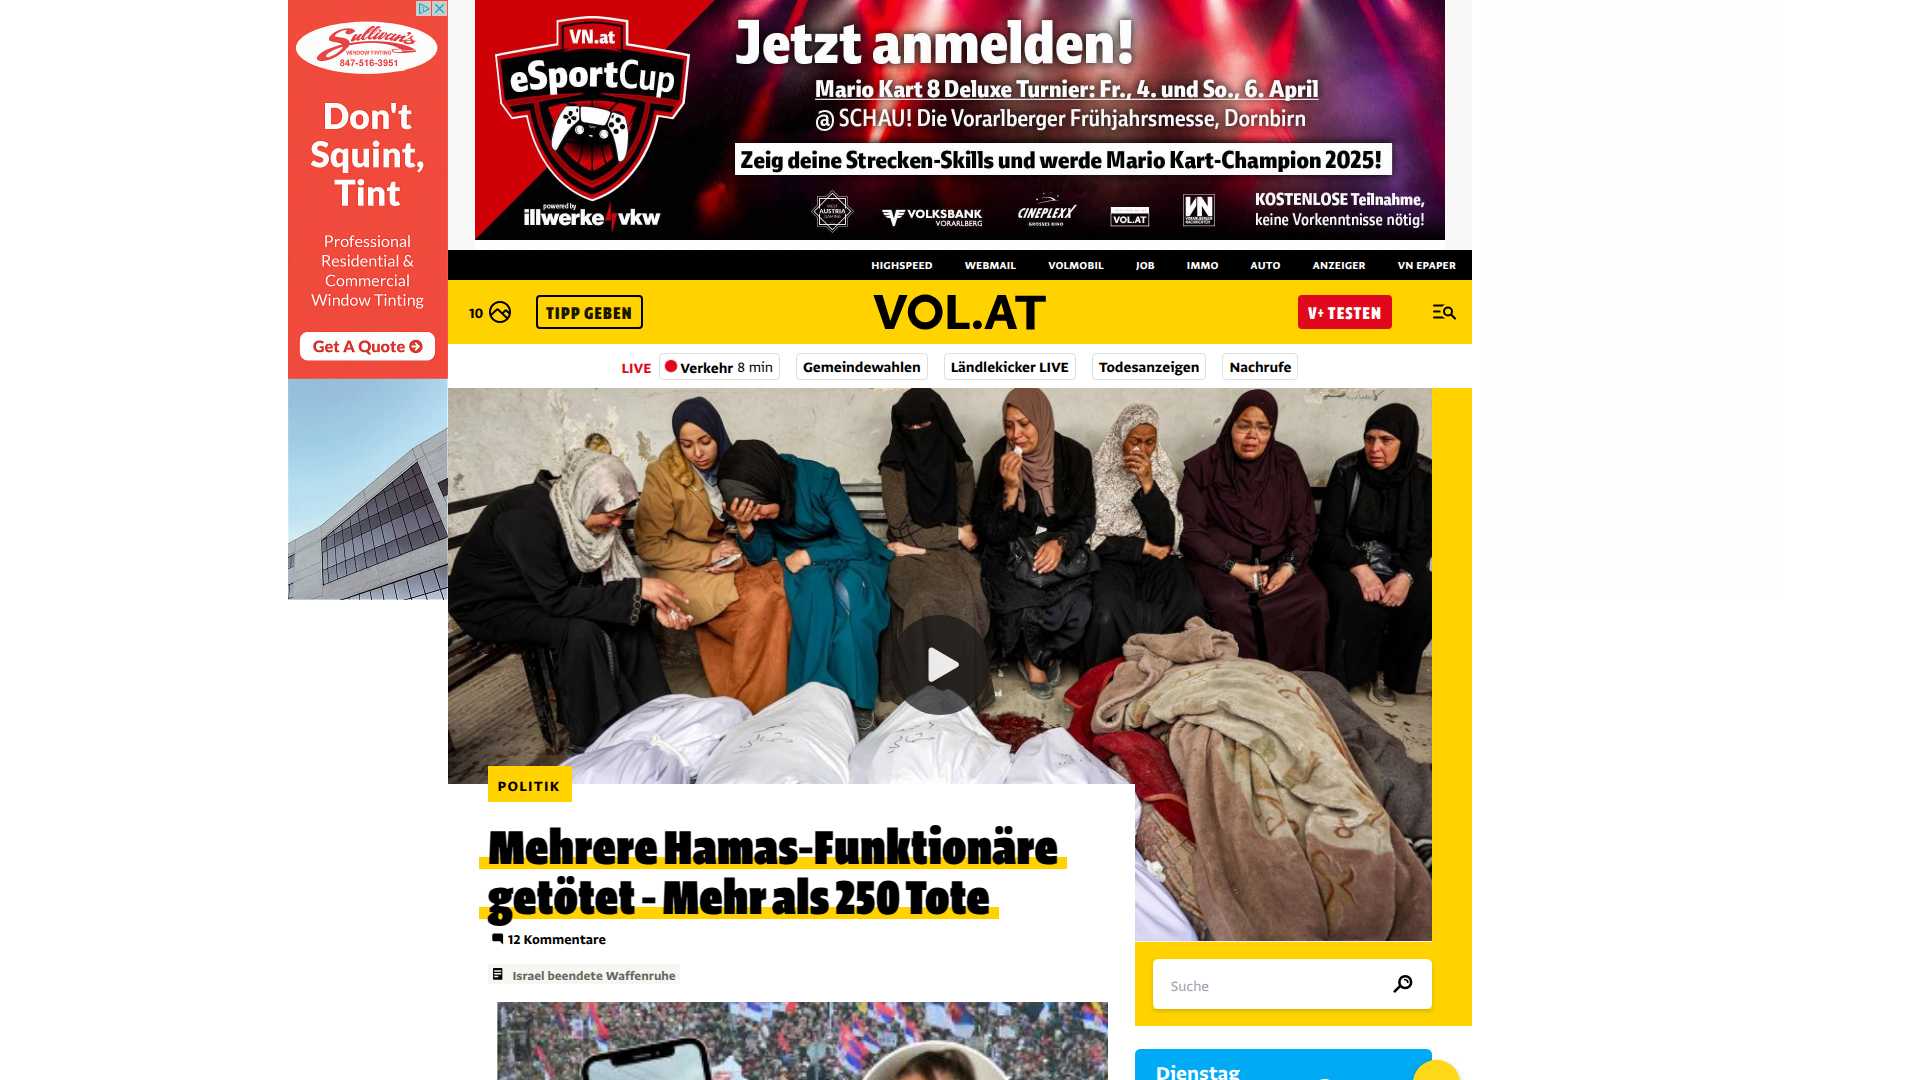 Sullivan's
WINDOW TINTING
847-516-3951
Don't
Squint,
Tint
Professional
Residential &
Commercial
Window Tinting
Get A Quote
VN.at
eSportCup
powered by
illwerke vkw
Jetzt anmelden!
Mario Kart 8 Deluxe Turnier: Fr., 4. und So., 6. April
@ SCHAU! Die Vorarlberger Frühjahrsmesse, Dornbirn
Zeig deine Strecken-Skills und werde Mario Kart-Champion 2025!
AUSTRIA
VOLKSBANK
VORARLBERG
CINEPLEXX
VOL.AT
VN
KOSTENLOSE Teilnahme,
keine Vorkenntnisse nötig!
HIGHSPEED WEBMAIL VOLMOBIL JOB IMMO AUTO ANZEIGER VN EPAPER
10
TIPP GEBEN
VOL.AT
V+ TESTEN
LIVE Verkehr 8 min Gemeindewahlen Ländlekicker LIVE Todesanzeigen Nachrufe
POLITIK
Mehrere Hamas-Funktionäre
getötet - Mehr als 250 Tote
12 Kommentare
Israel beendete Waffenruhe
Suche
Dienstag